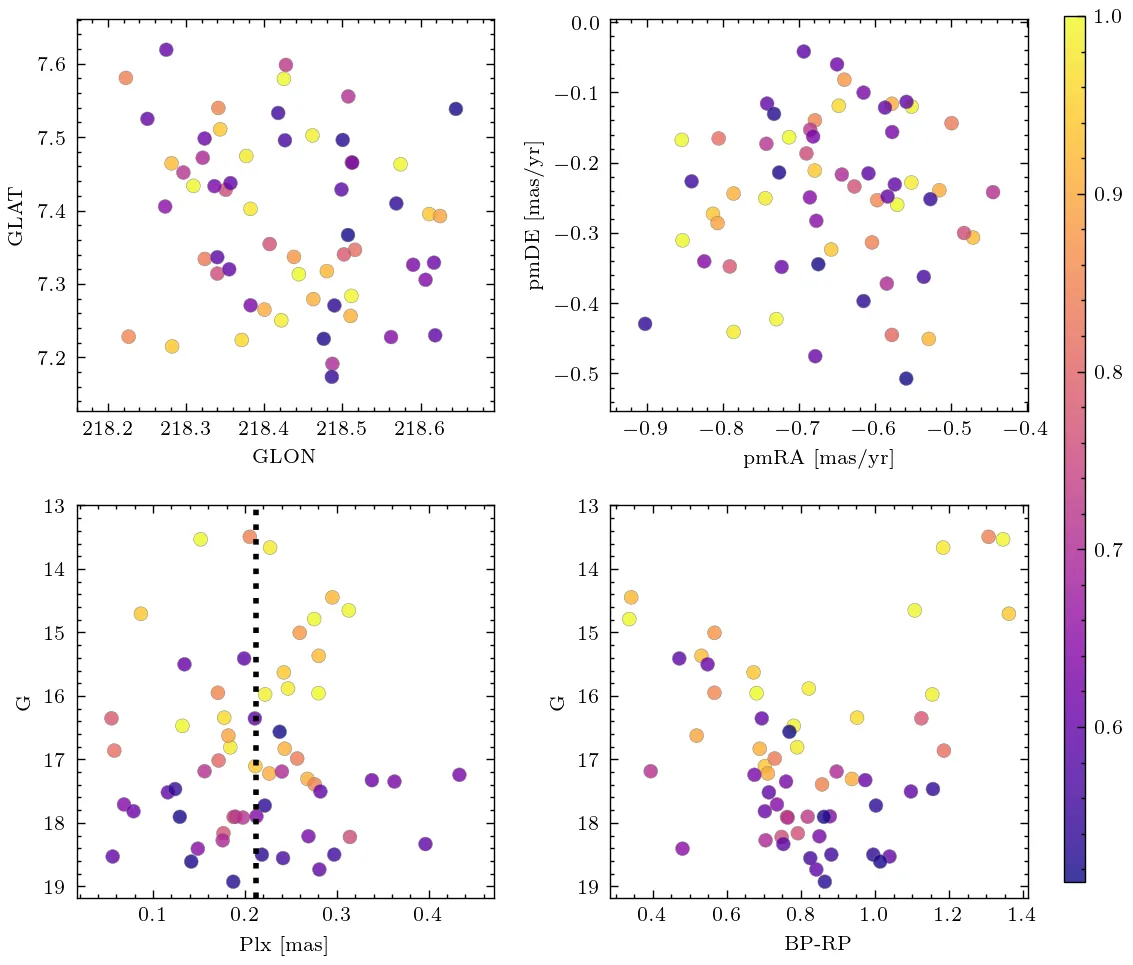 7.6
7.5
7.4
7.3
7.2
GLAT
218.2 218.3 218.4 218.5 218.6
GLON
0.0
−0.1
−0.2
−0.3
−0.4
−0.5
pmDE [mas/yr]
−0.9 −0.8 −0.7 −0.6 −0.5 −0.4
pmRA [mas/yr]
13
14
15
16
17
18
19
G
0.1 0.2 0.3 0.4
Plx [mas]
13
14
15
16
17
18
19
G
0.4 0.6 0.8 1.0 1.2 1.4
BP-RP
1.0
0.9
0.8
0.7
0.6